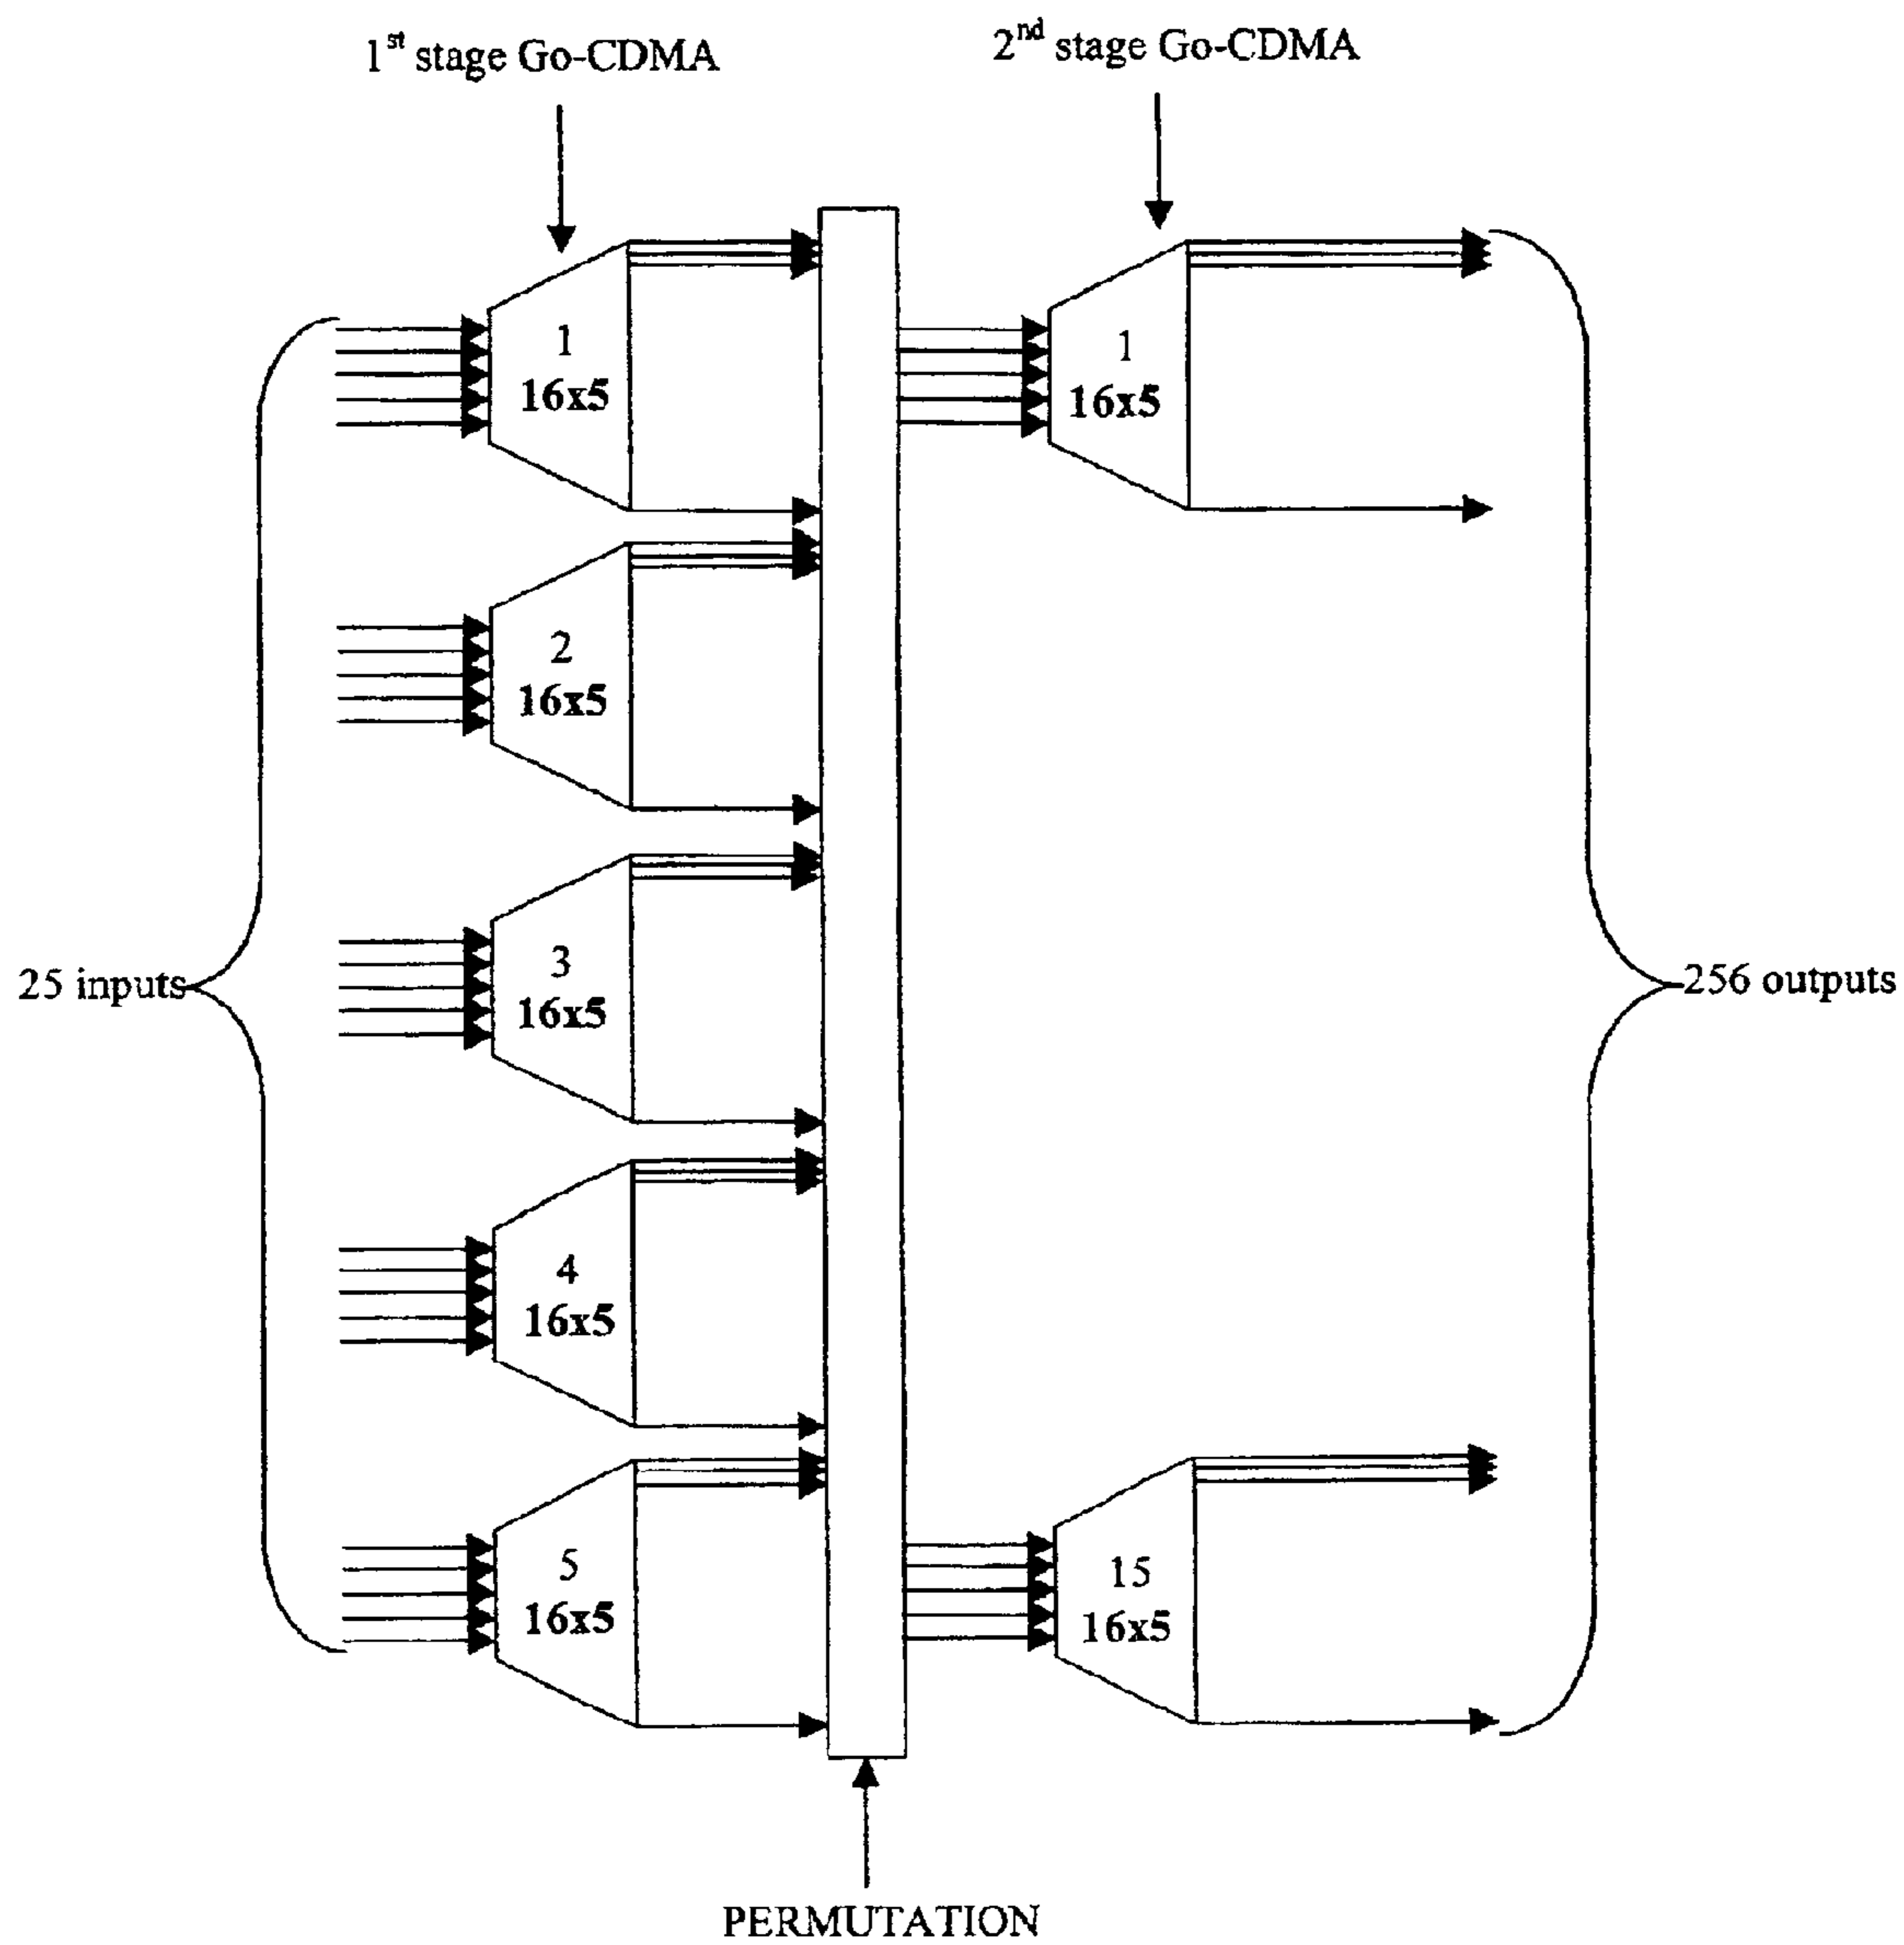 1st stage Go-CDMA
2nd stage Go-CDMA
1
16x5
1
16x5
2
16x5
3
16x5
25 inputs
256 outputs
4
16x5
5
16x5
15
16x5
PERMUTATION